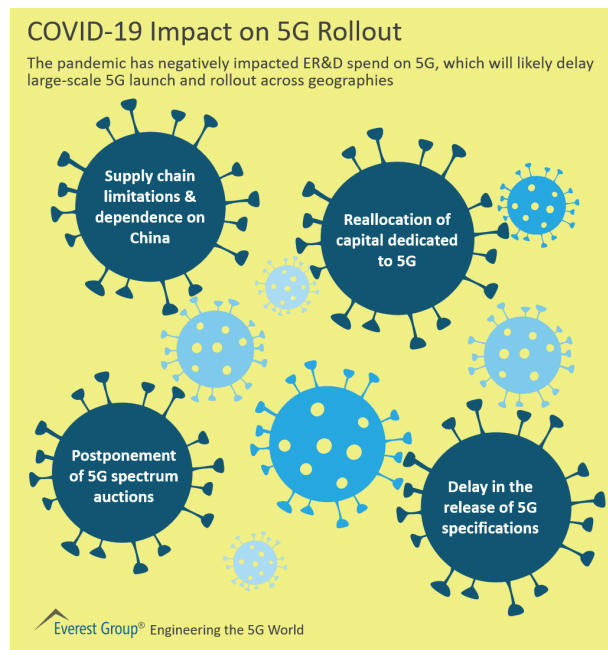 COVID-19 Impact on 5G Rollout
The pandemic has negatively impacted ER&D spend on 5G, which will likely delay
large-scale 5G launch and rollout across geographies
Supply chain
limitations &
dependence on
China
Reallocation of
capital dedicated
to 5G
Postponement
of 5G spectrum
auctions
Delay in the
release of 5G
specifications
Everest Group® Engineering the 5G World